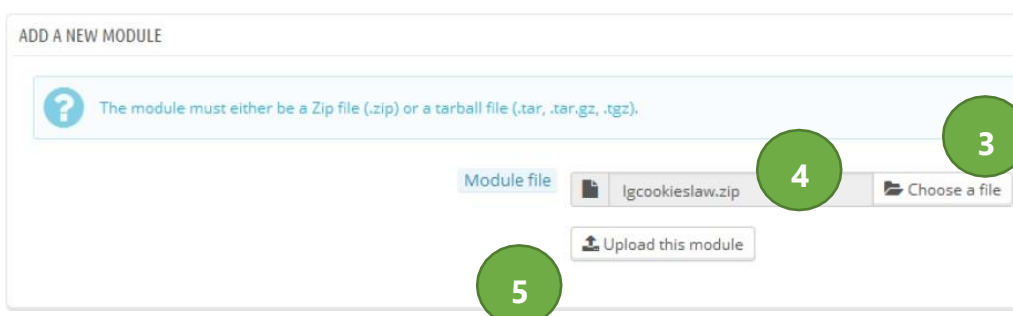 ADD A NEW MODULE
The module must either be a Zip file (.zip) or a tarball file (.tar, .tar.gz, .tgz).
3
Module file lgcookieslaw.zip 4 Choose a file
Upload this module
5